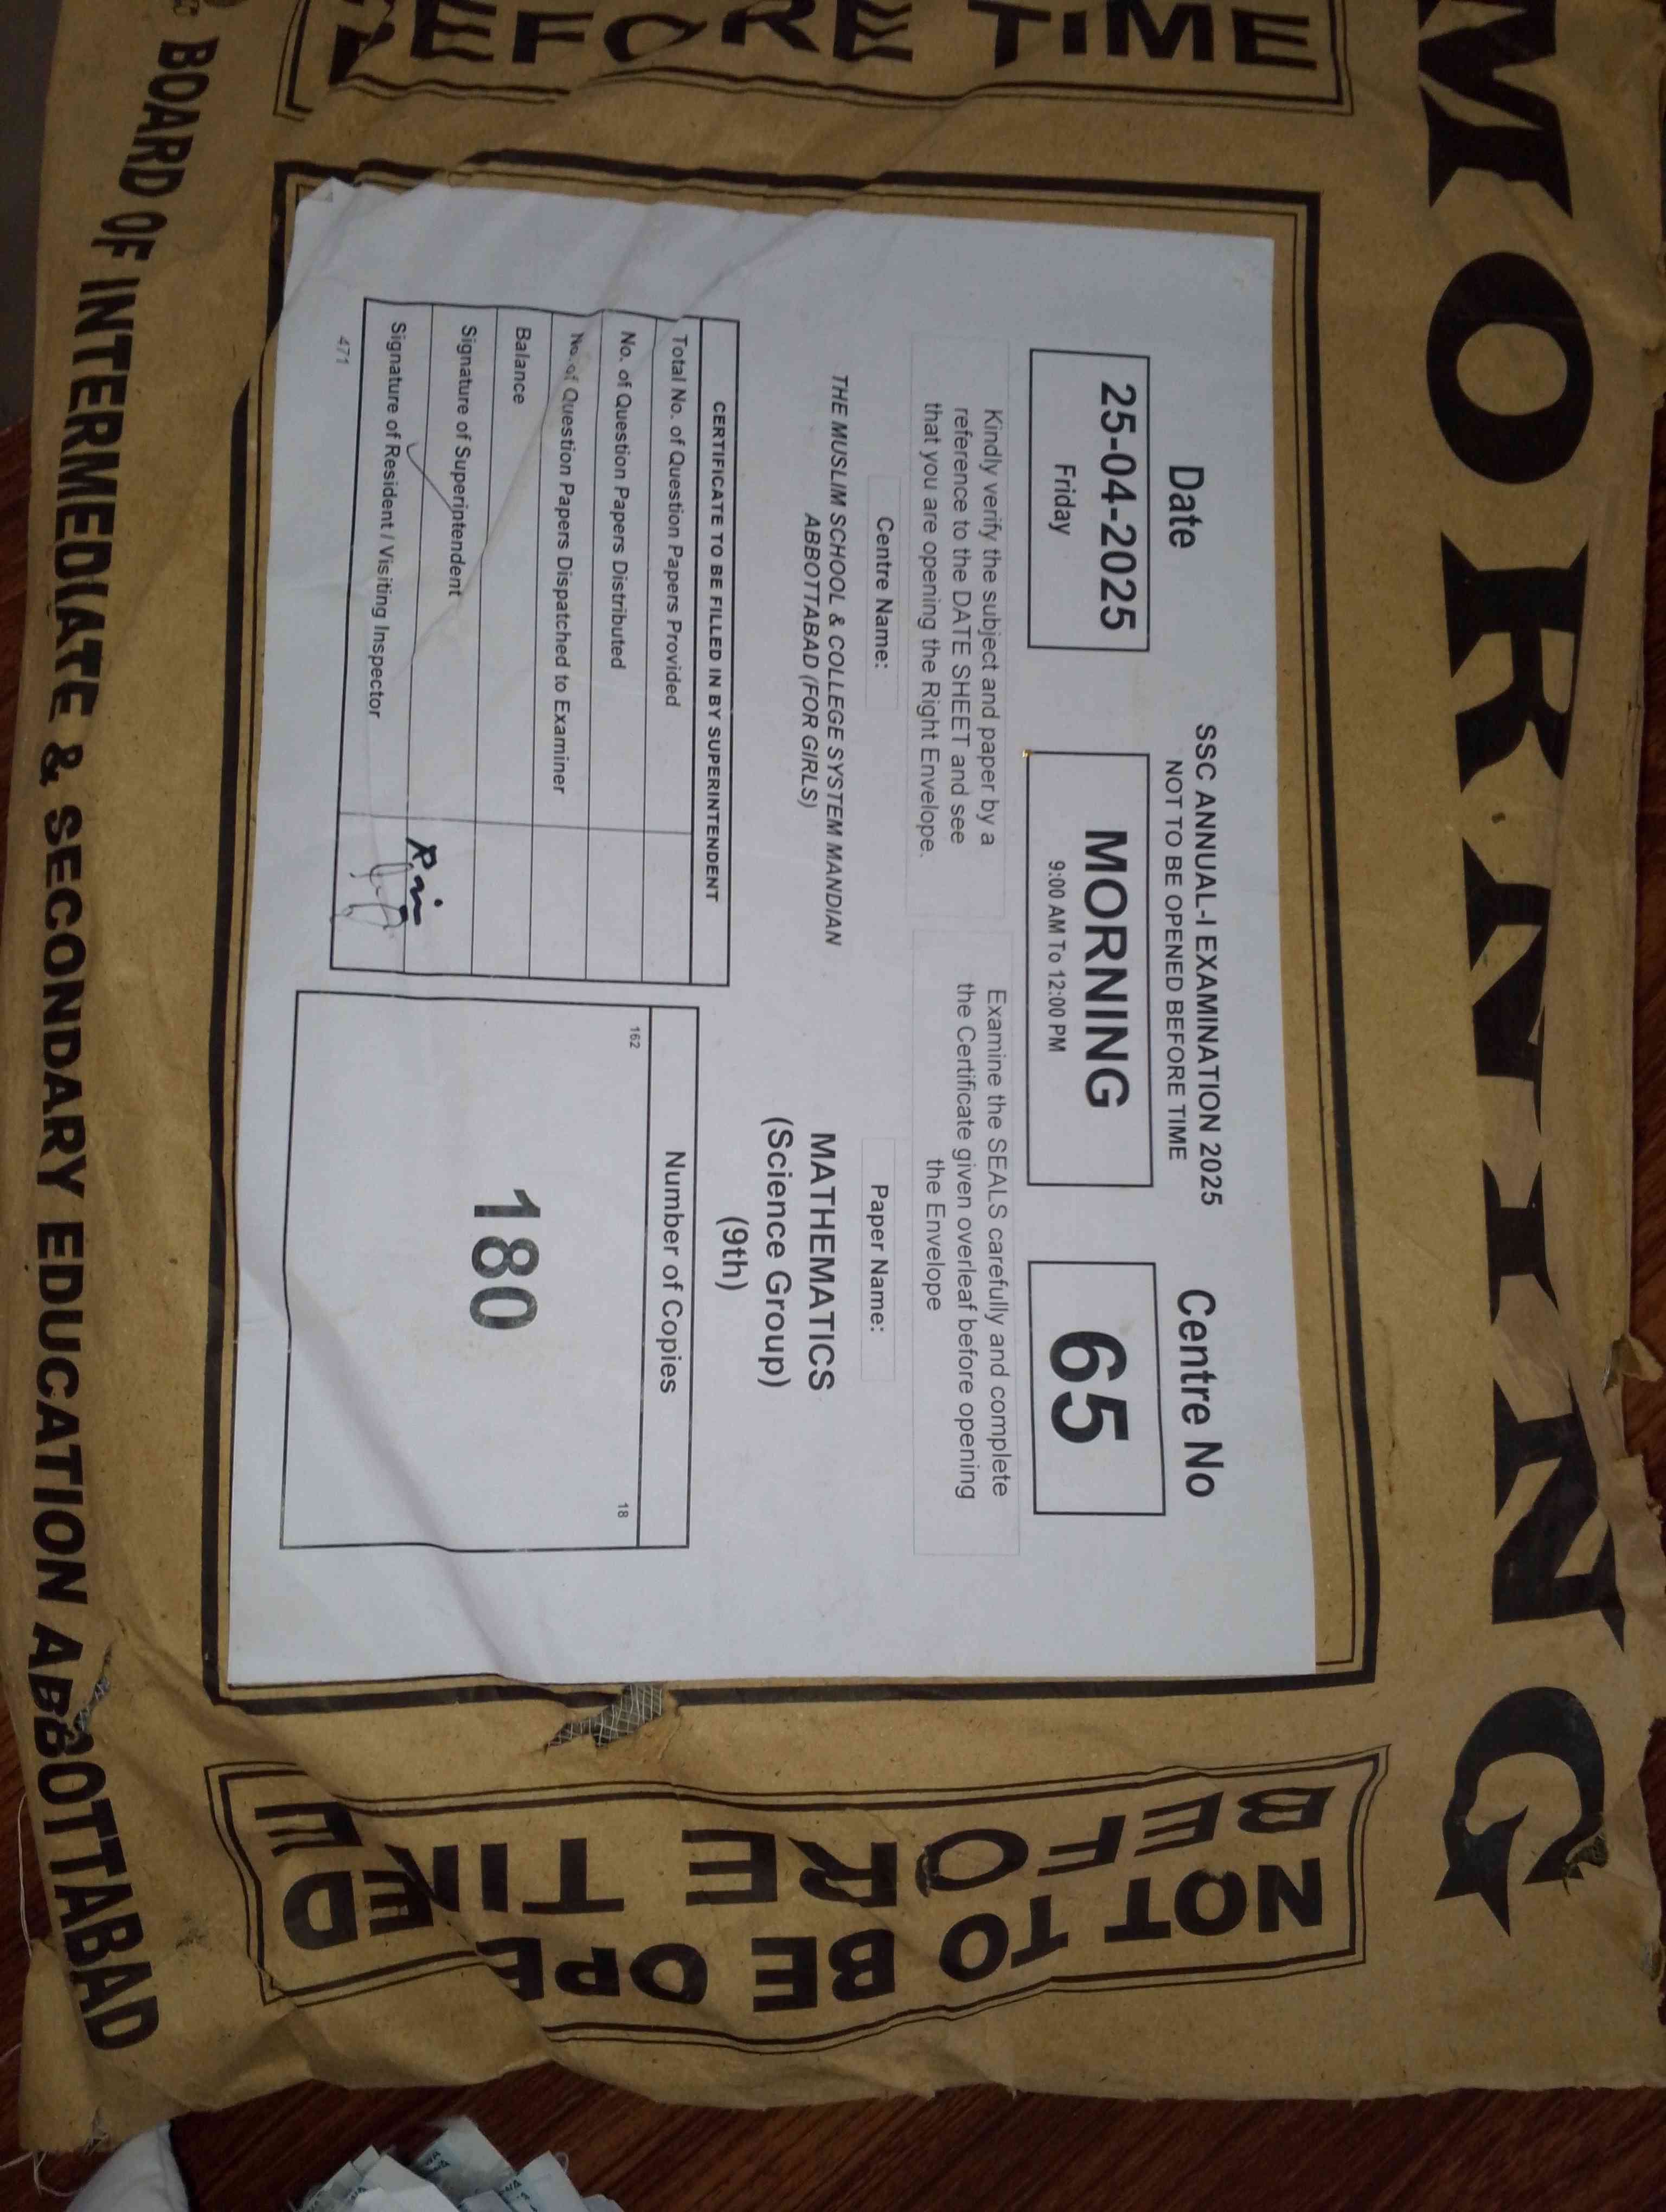 MORNING
BEFORE TIME
Date
25-04-2025
Friday
SSC ANNUAL-I EXAMINATION 2025
NOT TO BE OPENED BEFORE TIME
MORNING
9:00 AM To 12:00 PM
Centre No
65
Kindly verify the subject and paper by a
reference to the DATE SHEET and see
that you are opening the Right Envelope.
Examine the SEALS carefully and complete
the Certificate given overleaf before opening
the Envelope
Centre Name:
THE MUSLIM SCHOOL & COLLEGE SYSTEM MANDIAN
ABBOTTABAD (FOR GIRLS)
Paper Name:
MATHEMATICS
(Science Group)
(9th)
CERTIFICATE TO BE FILLED IN BY SUPERINTENDENT
Total No. of Question Papers Provided
No. of Question Papers Distributed
No. of Question Papers Dispatched to Examiner
Balance
Signature of Superintendent
Signature of Resident / Visiting Inspector
471
Number of Copies
162
18
180
NOT TO BE OPENED
BEFORE TIME
BOARD OF INTERMEDIATE & SECONDARY EDUCATION ABBOTTABAD